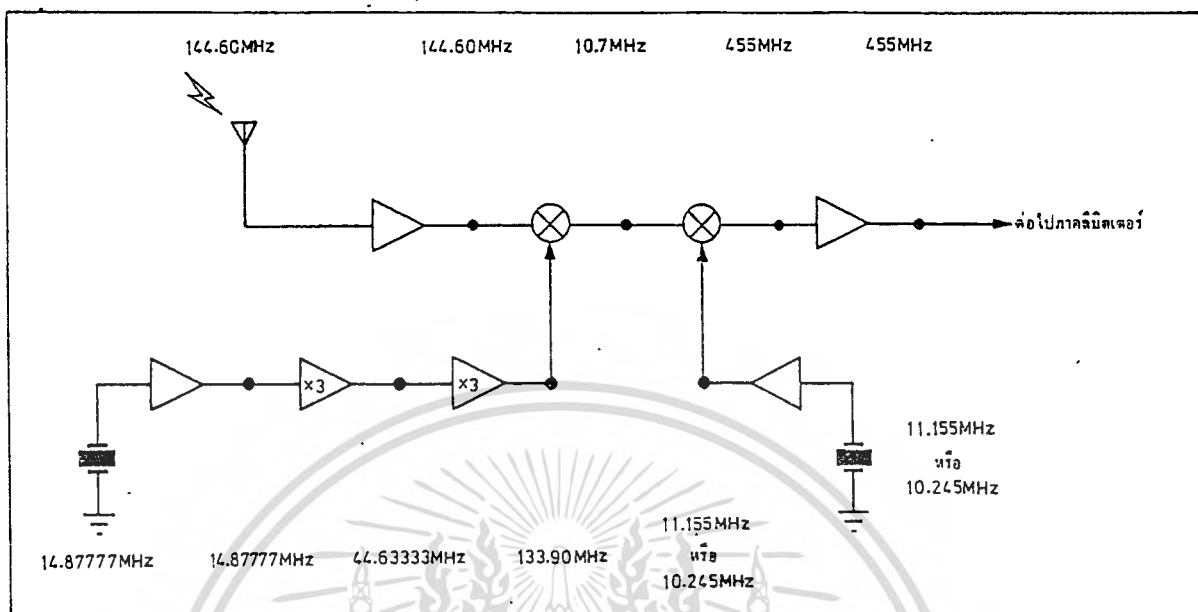 144.60MHz 144.60MHz 10.7MHz 455MHz 455MHz
ต่อไปภาคลิมิตเตอร์
×3 ×3
11.155MHz
หรือ
10.245MHz
11.155MHz
หรือ
10.245MHz
14.87777MHz 14.87777MHz 44.63333MHz 133.90MHz